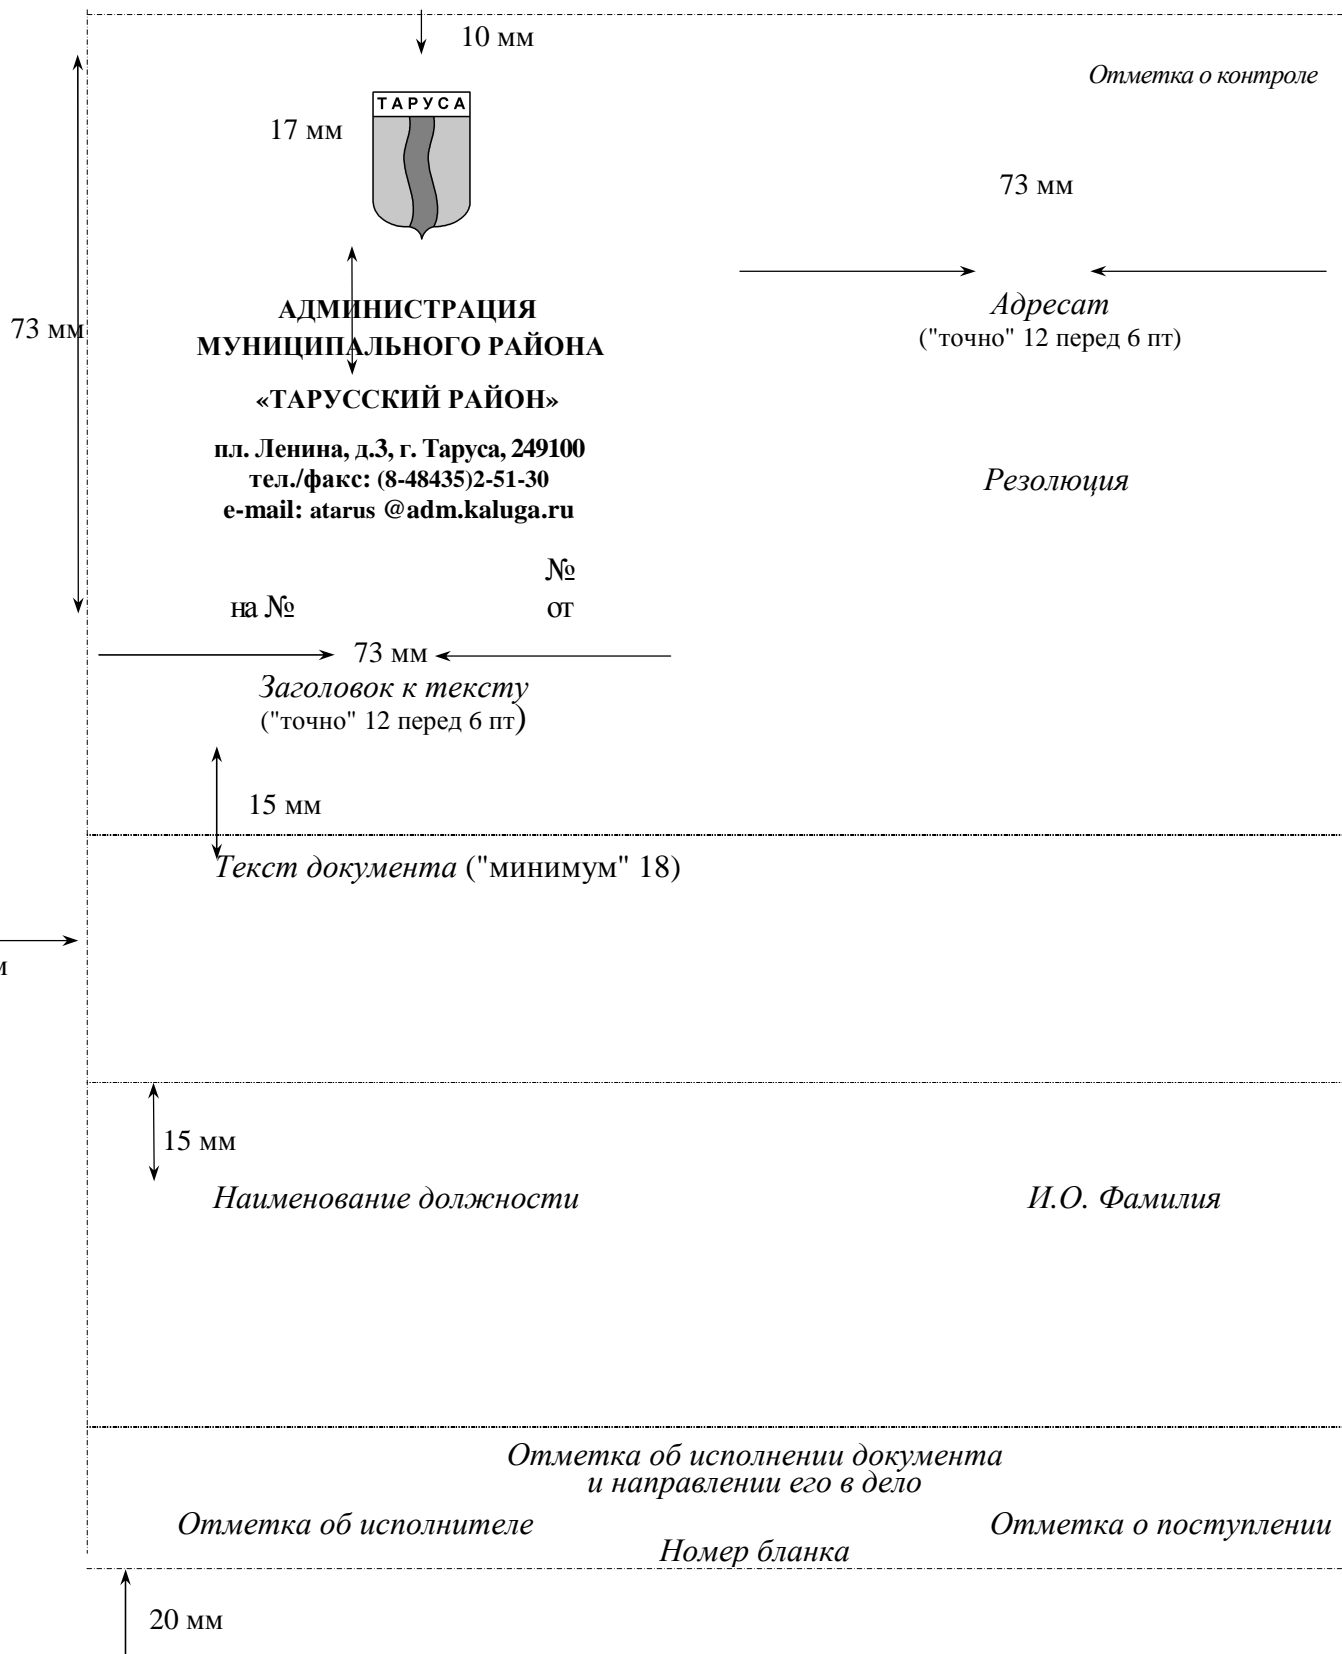 10 мм
Отметка о контроле
ТАРУСА
17 мм
73 мм
АДМИНИСТРАЦИЯ
МУНИЦИПАЛЬНОГО РАЙОНА
«ТАРУССКИЙ РАЙОН»
73 мм
Адресат
("точно" 12 перед 6 пт)
пл. Ленина, д.3, г. Таруса, 249100
тел./факс: (8-48435)2-51-30
e-mail: atarus @adm.kaluga.ru
Резолюция
№
на № от
73 мм
Заголовок к тексту
("точно" 12 перед 6 пт)
15 мм
Текст документа ("минимум" 18)
м
15 мм
Наименование должности И.О. Фамилия
Отметка об исполнении документа
и направлении его в дело
Отметка об исполнителе Отметка о поступлении
Номер бланка
20 мм